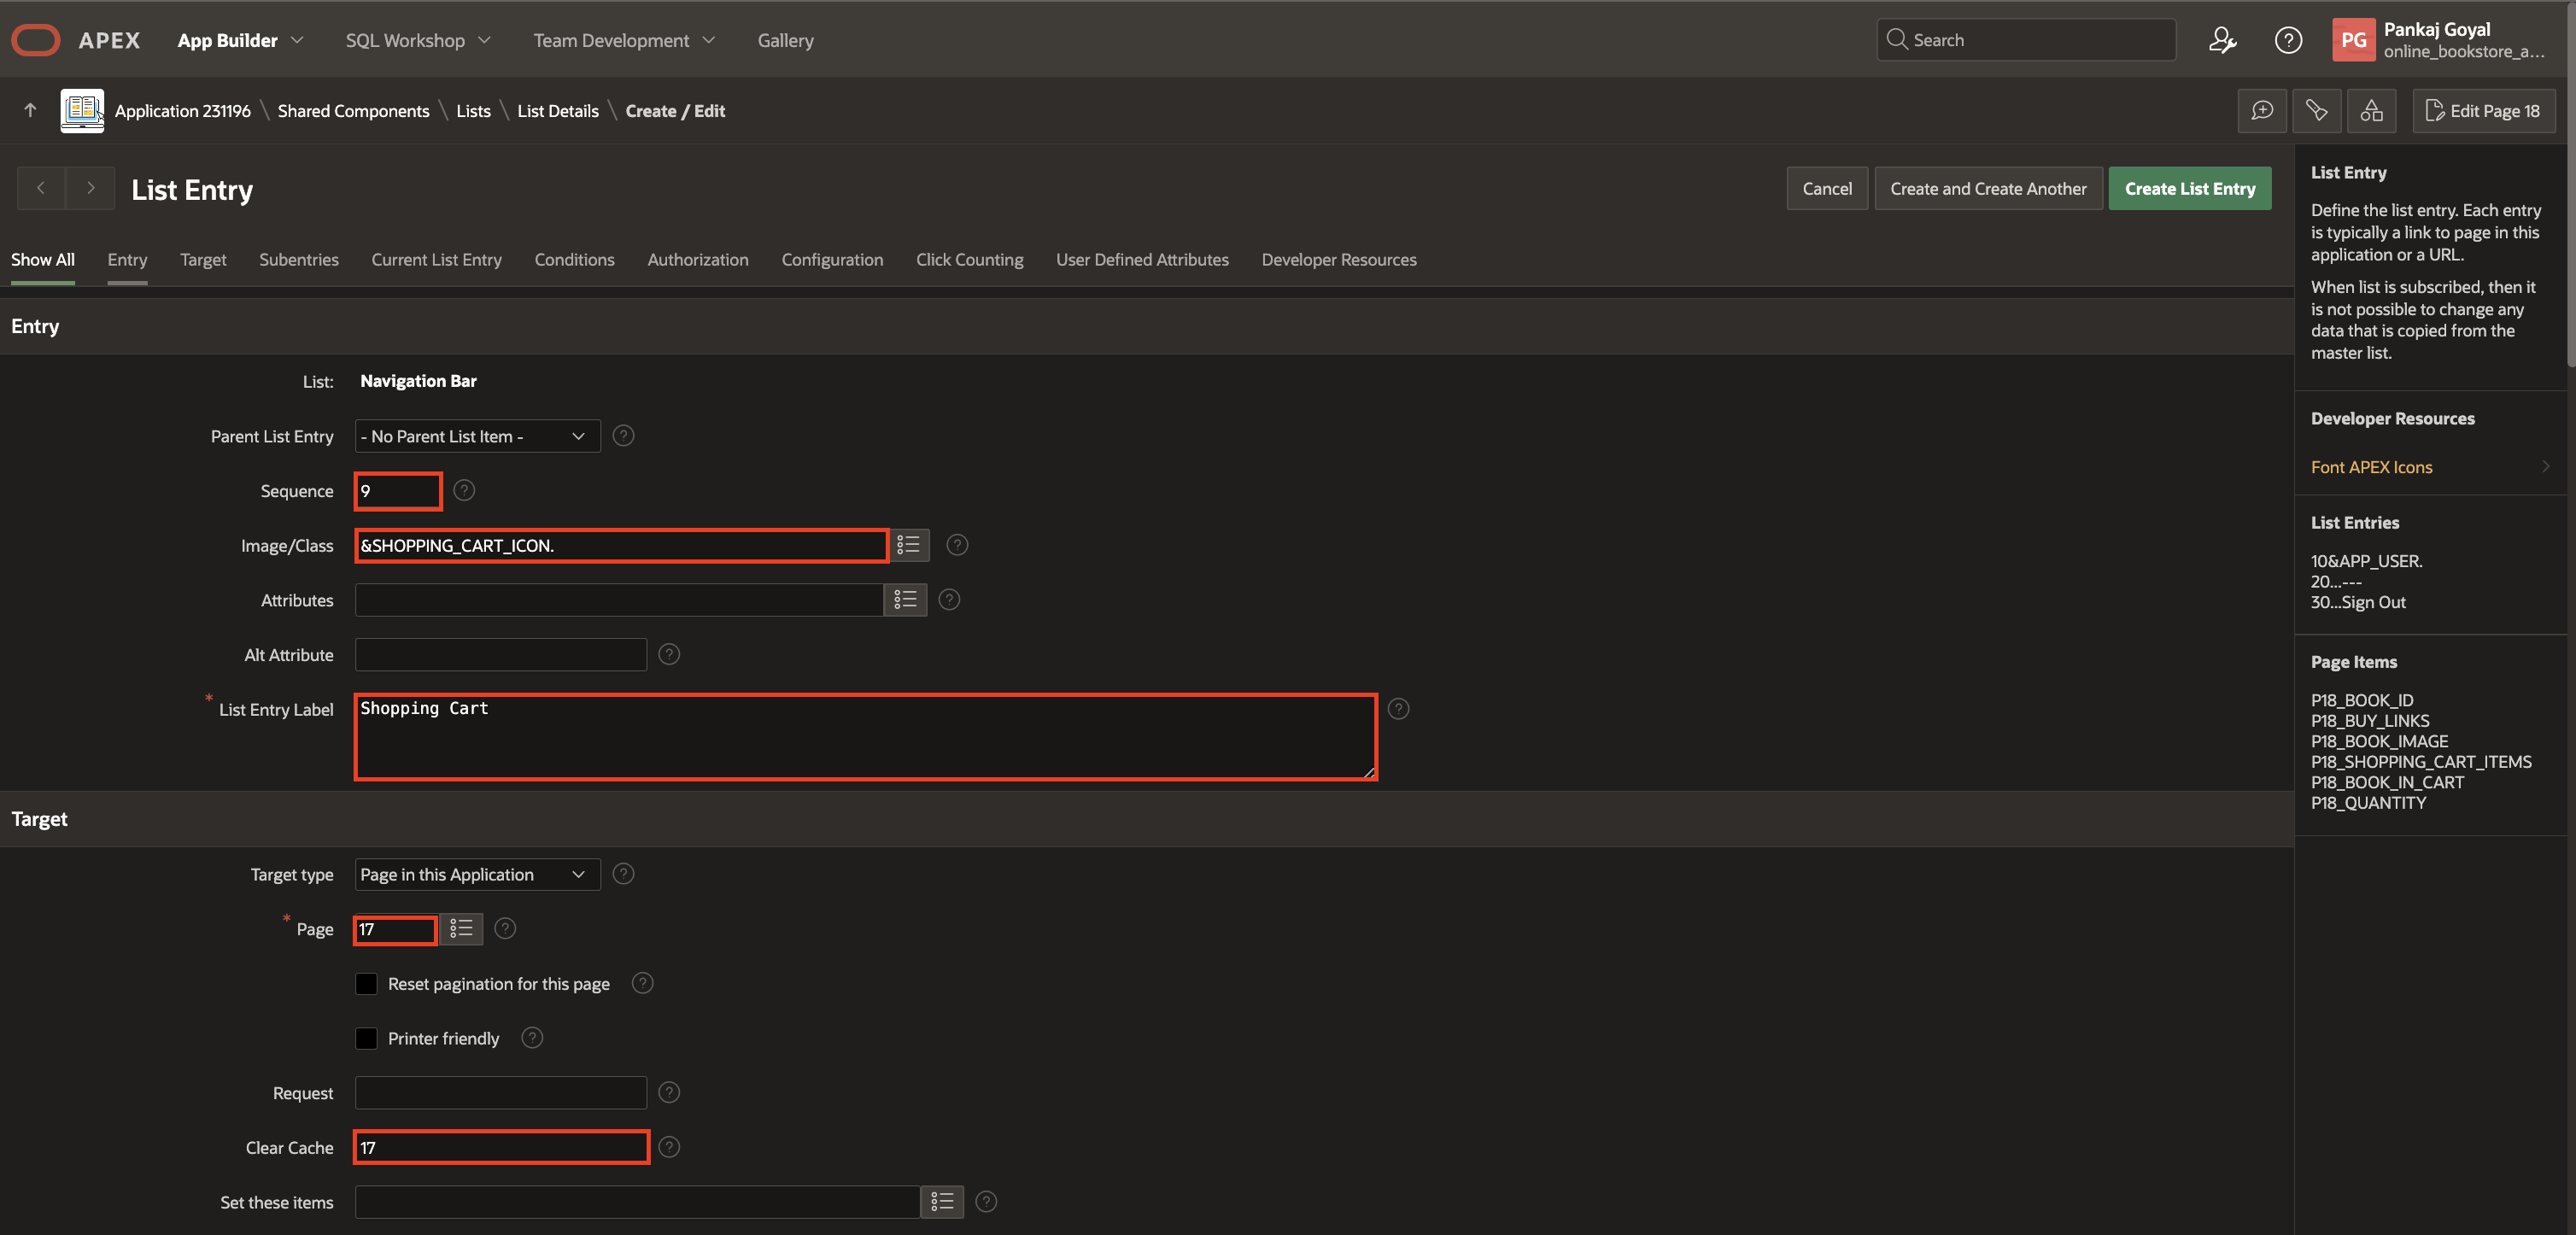 APEX App Builder SQL Workshop Team Development Gallery Search PG Pankaj Goyal
online_bookstore_a...
Application 231196 \ Shared Components \ Lists \ List Details \ Create / Edit Edit Page 18
List Entry Cancel Create and Create Another Create List Entry
Show All Entry Target Subentries Current List Entry Conditions Authorization Configuration Click Counting User Defined Attributes Developer Resources
Entry
List: Navigation Bar
Parent List Entry - No Parent List Item -
Sequence 9
Image/Class &SHOPPING_CART_ICON.
Attributes
Alt Attribute
* List Entry Label Shopping Cart
Target
Target type Page in this Application
* Page 17
Reset pagination for this page
Printer friendly
Request
Clear Cache 17
Set these items
List Entry
Define the list entry. Each entry
is typically a link to page in this
application or a URL.
When list is subscribed, then it
is not possible to change any
data that is copied from the
master list.
Developer Resources
Font APEX Icons
List Entries
10&APP_USER.
20...---
30...Sign Out
Page Items
P18_BOOK_ID
P18_BUY_LINKS
P18_BOOK_IMAGE
P18_SHOPPING_CART_ITEMS
P18_BOOK_IN_CART
P18_QUANTITY